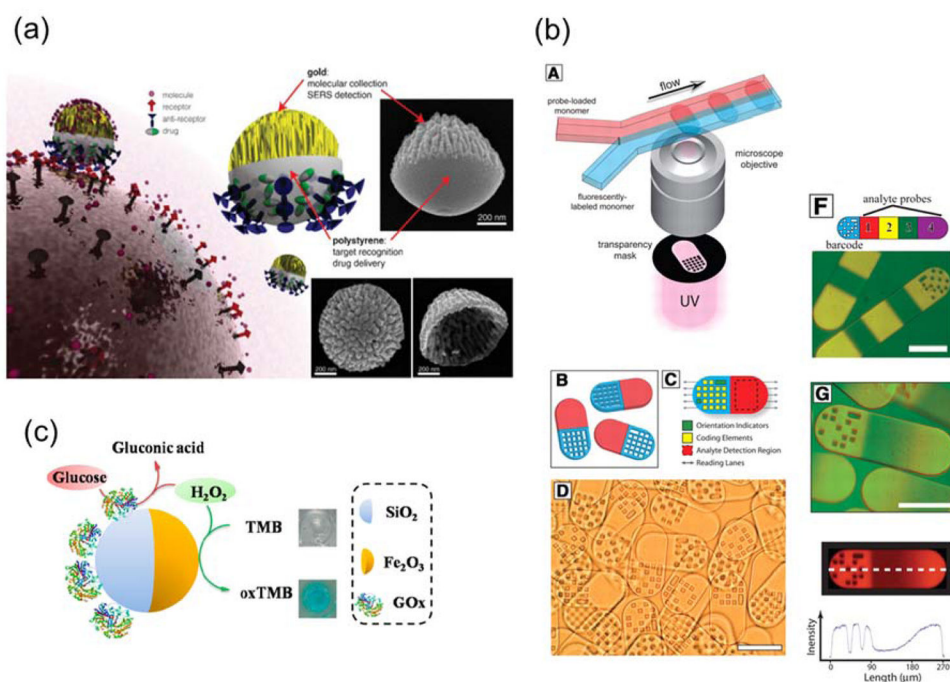 (a)
molecule
receptor
anti-receptor
drug
gold:
molecular collection
SERS detection
200 nm
polystyrene:
target recognition
drug delivery
200 nm
200 nm
(b)
A
flow
probe-loaded
monomer
microscope
objective
fluorescently-
labeled monomer
transparency
mask
UV
F
analyte probes
1 2 3 4
barcode
B
C
Orientation Indicators
Coding Elements
Analyte Detection Region
Reading Lanes
D
G
Inensity
0 90 180 270
Length (μm)
(c)
Gluconic acid
Glucose
H₂O₂
TMB
oxTMB
SiO₂
Fe₂O₃
GOx